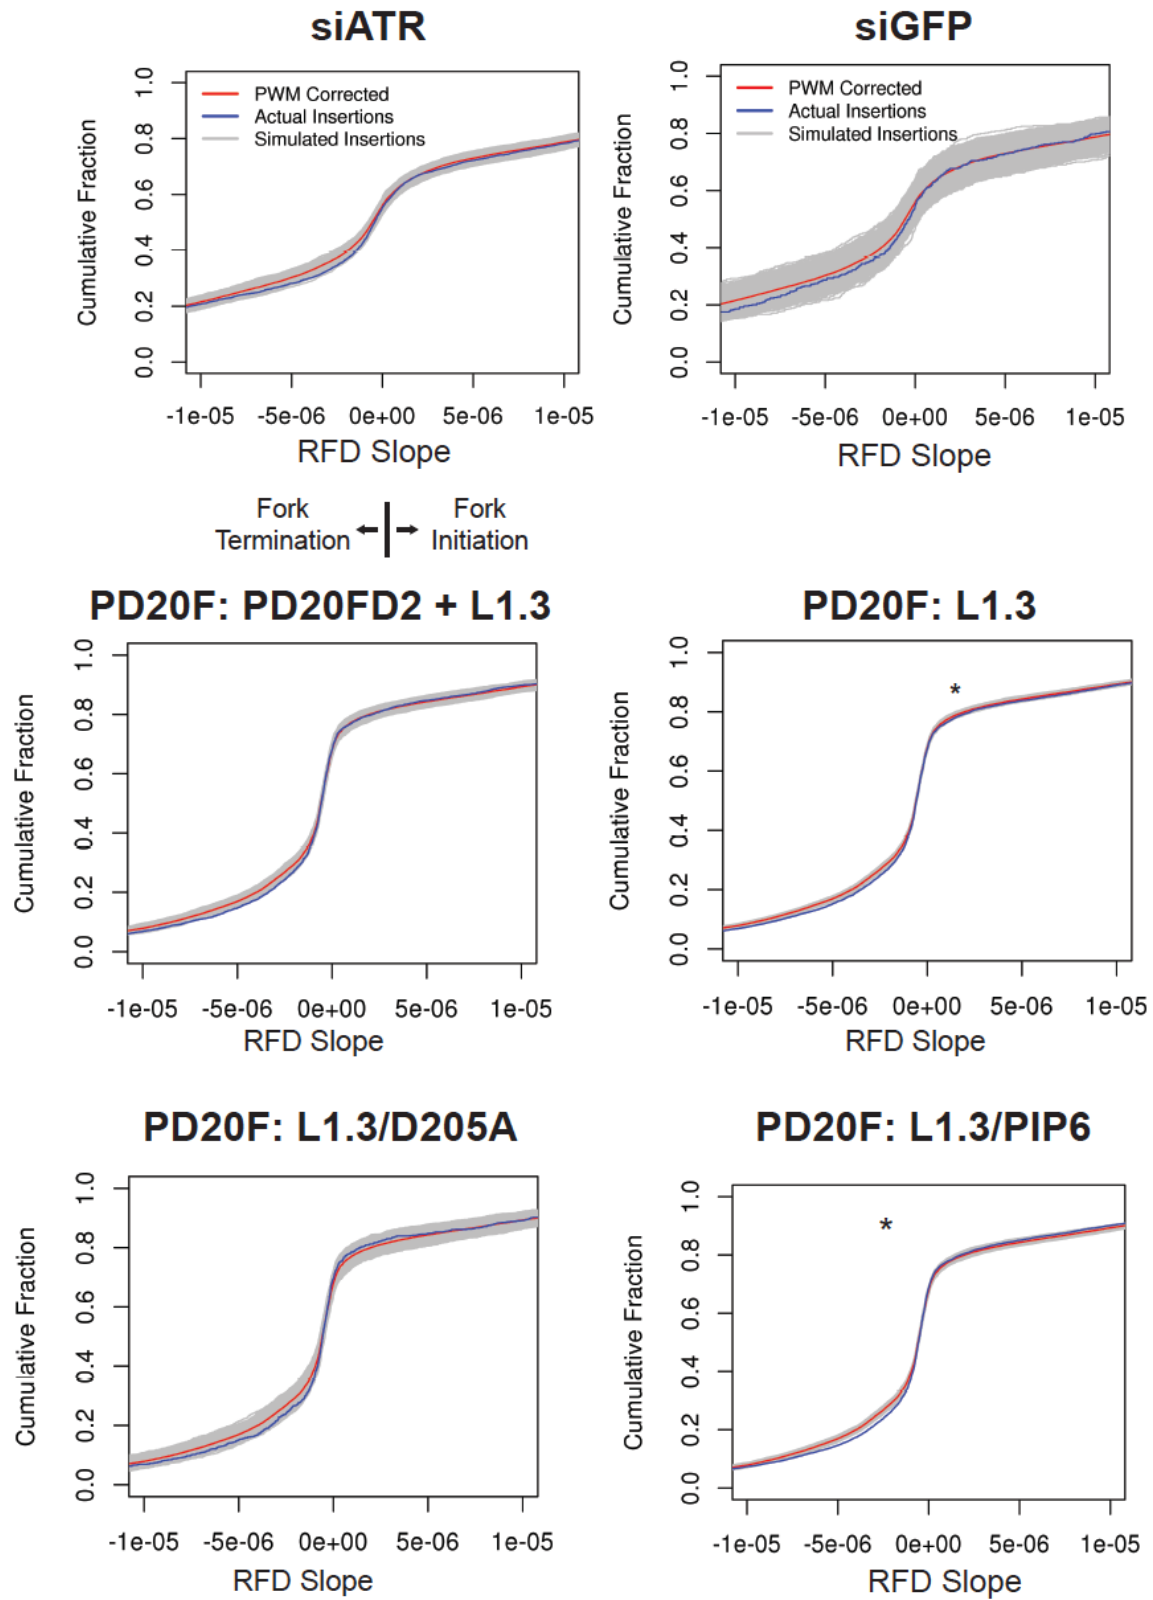 siATR
siGFP
1.0
0.8
0.6
0.4
0.2
0.0
Cumulative Fraction
PWM Corrected
Actual Insertions
Simulated Insertions
-1e-05 -5e-06 0e+00 5e-06 1e-05
RFD Slope
1.0
0.8
0.6
0.4
0.2
0.0
Cumulative Fraction
PWM Corrected
Actual Insertions
Simulated Insertions
-1e-05 -5e-06 0e+00 5e-06 1e-05
RFD Slope
Fork
Termination
Fork
Initiation
PD20F: PD20FD2 + L1.3
1.0
0.8
0.6
0.4
0.2
0.0
Cumulative Fraction
-1e-05 -5e-06 0e+00 5e-06 1e-05
RFD Slope
PD20F: L1.3
1.0
0.8
0.6
0.4
0.2
0.0
Cumulative Fraction
*
-1e-05 -5e-06 0e+00 5e-06 1e-05
RFD Slope
PD20F: L1.3/D205A
1.0
0.8
0.6
0.4
0.2
0.0
Cumulative Fraction
-1e-05 -5e-06 0e+00 5e-06 1e-05
RFD Slope
PD20F: L1.3/PIP6
1.0
0.8
0.6
0.4
0.2
0.0
Cumulative Fraction
*
-1e-05 -5e-06 0e+00 5e-06 1e-05
RFD Slope